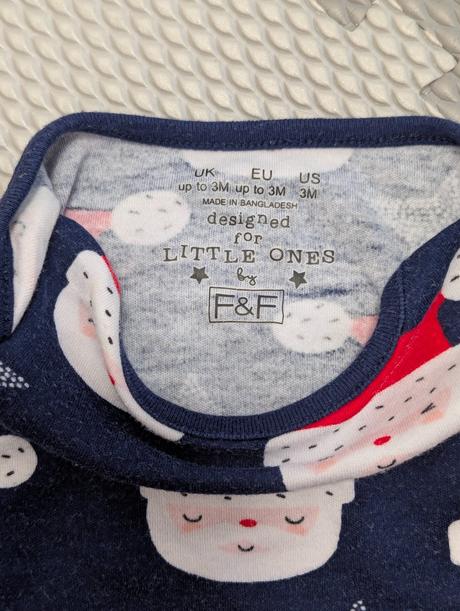 UK EU US
up to 3M up to 3M 3M
MADE IN BANGLADESH
designed
for
LITTLE ONES
by
F&F